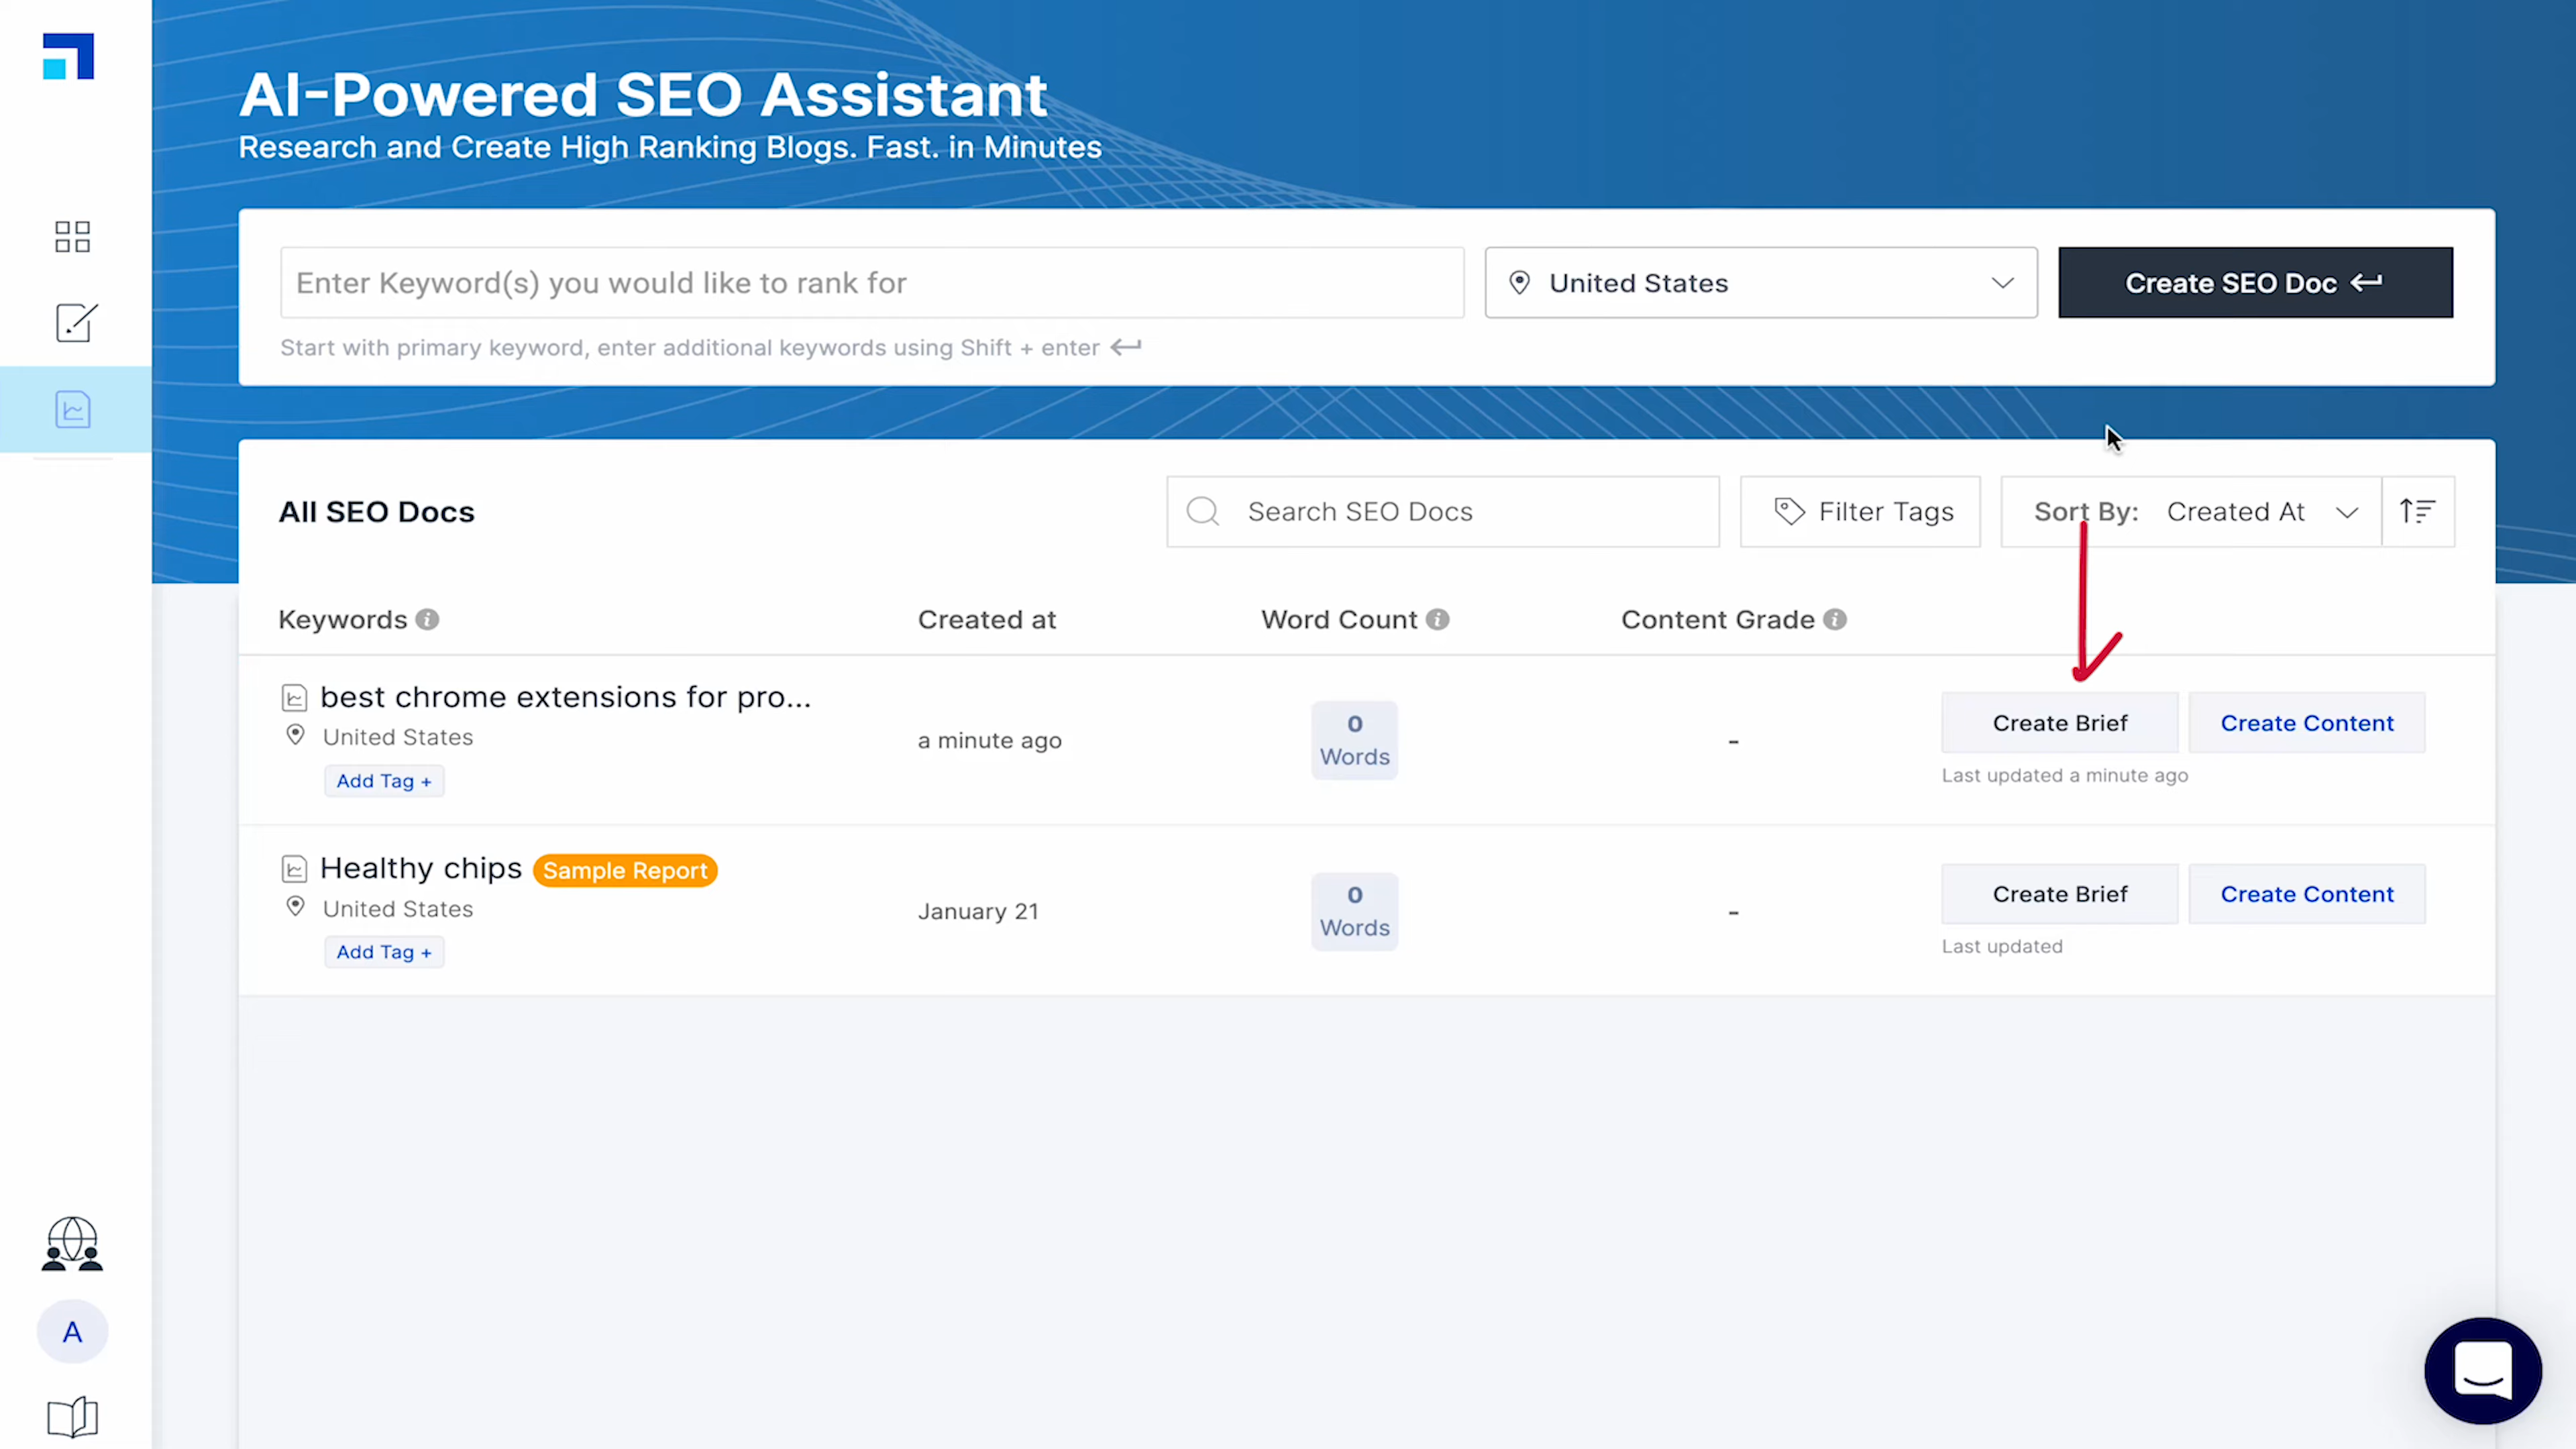 AI-Powered SEO Assistant
Research and Create High Ranking Blogs. Fast. in Minutes
Enter Keyword(s) you would like to rank for
United States
Create SEO Doc
Start with primary keyword, enter additional keywords using Shift + enter
All SEO Docs
Search SEO Docs
Filter Tags
Sort By: Created At
Keywords
Created at
Word Count
Content Grade
best chrome extensions for pro...
United States
Add Tag +
a minute ago
0
Words
-
Create Brief
Create Content
Last updated a minute ago
Healthy chips
Sample Report
United States
Add Tag +
January 21
0
Words
-
Create Brief
Create Content
Last updated
A